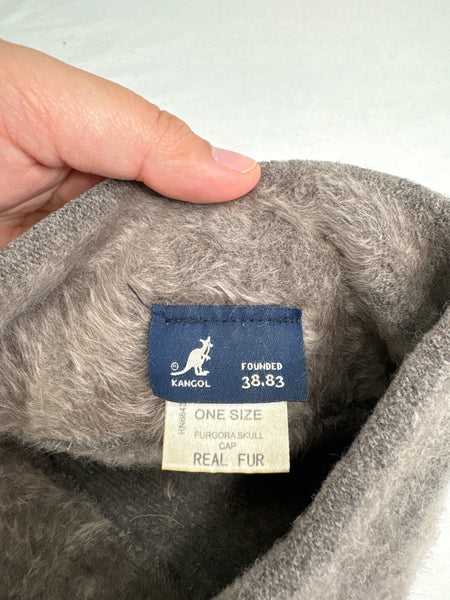 FOUNDED
KANGOL 38.83
ONE SIZE
FURGORA SKULL
CAP
REAL FUR